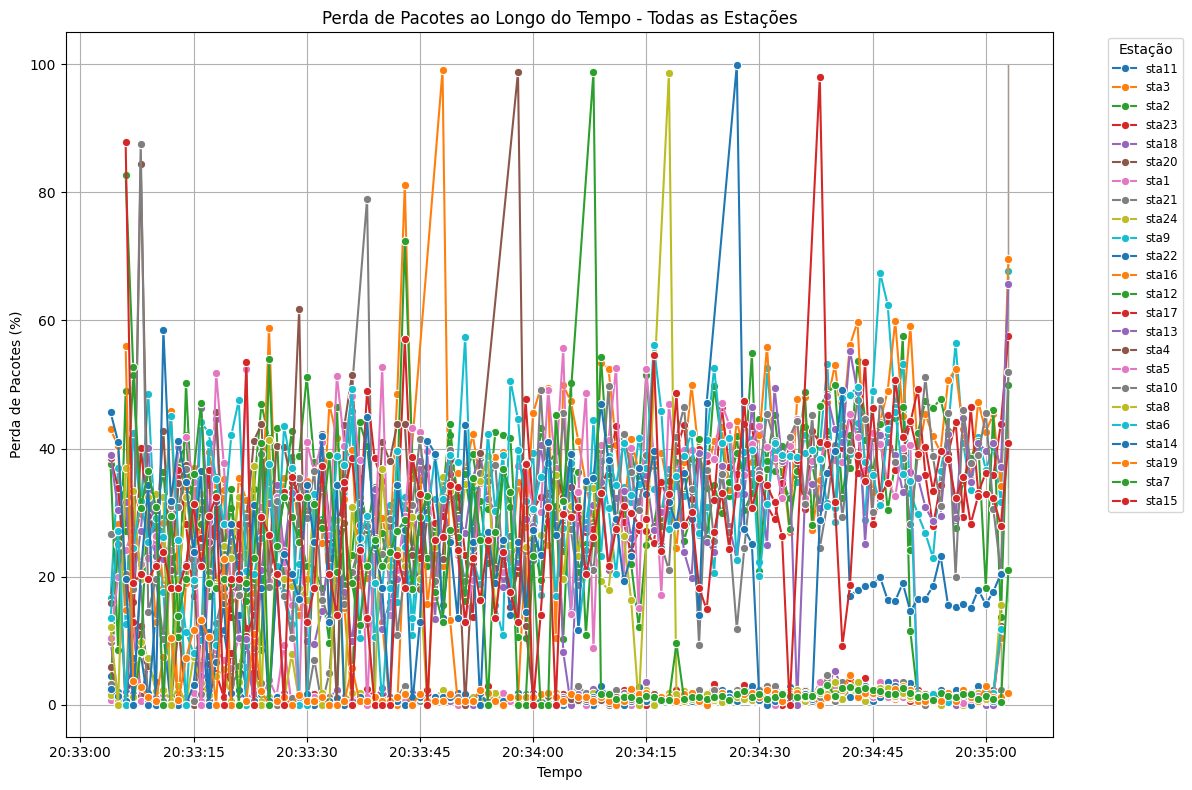 Perda de Pacotes ao Longo do Tempo - Todas as Estações
Perda de Pacotes (%)
100
80
60
40
20
0
20:33:00 20:33:15 20:33:30 20:33:45 20:34:00 20:34:15 20:34:30 20:34:45 20:35:00
Tempo
Estação
sta11
sta3
sta2
sta23
sta18
sta20
sta1
sta21
sta24
sta9
sta22
sta16
sta12
sta17
sta13
sta4
sta5
sta10
sta8
sta6
sta14
sta19
sta7
sta15